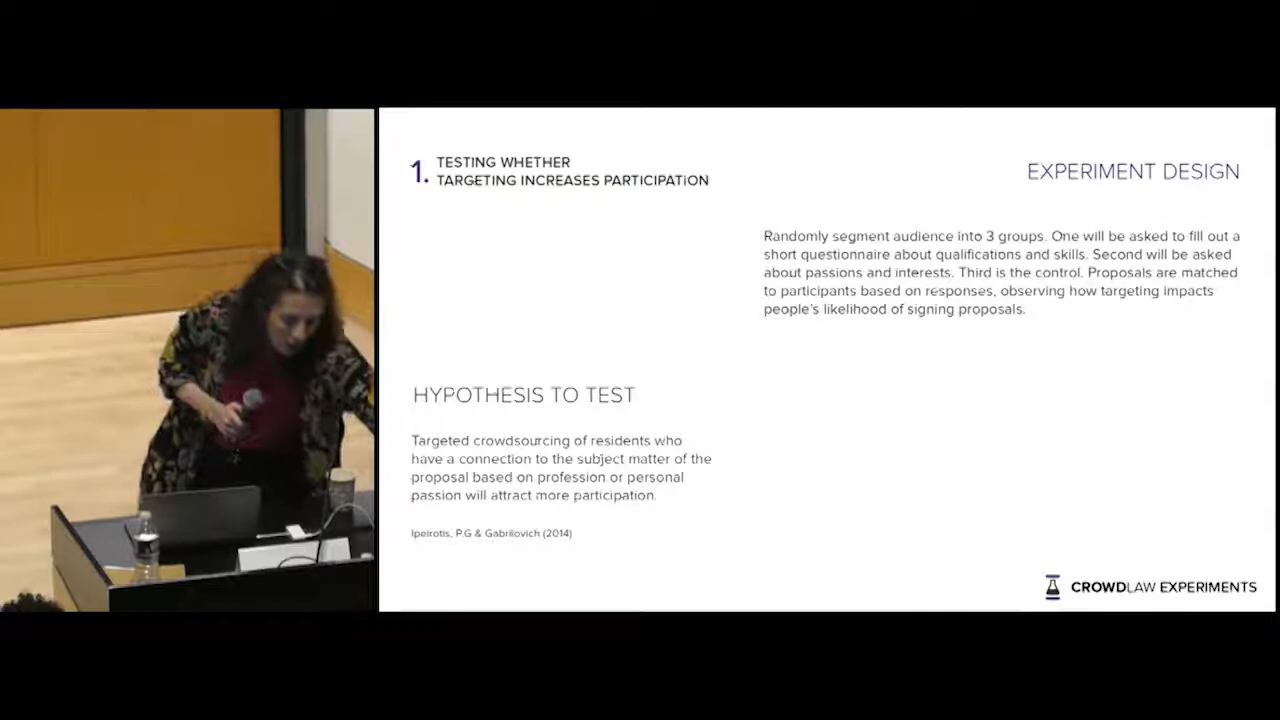 1. TESTING WHETHER
TARGETING INCREASES PARTICIPATION
EXPERIMENT DESIGN
Randomly segment audience into 3 groups. One will be asked to fill out a
short questionnaire about qualifications and skills. Second will be asked
about passions and interests. Third is the control. Proposals are matched
to participants based on responses, observing how targeting impacts
people's likelihood of signing proposals.
HYPOTHESIS TO TEST
Targeted crowdsourcing of residents who
have a connection to the subject matter of the
proposal based on profession or personal
passion will attract more participation.
Ipeirotis, P.G & Gabrilovich (2014)
CROWDLAW EXPERIMENTS